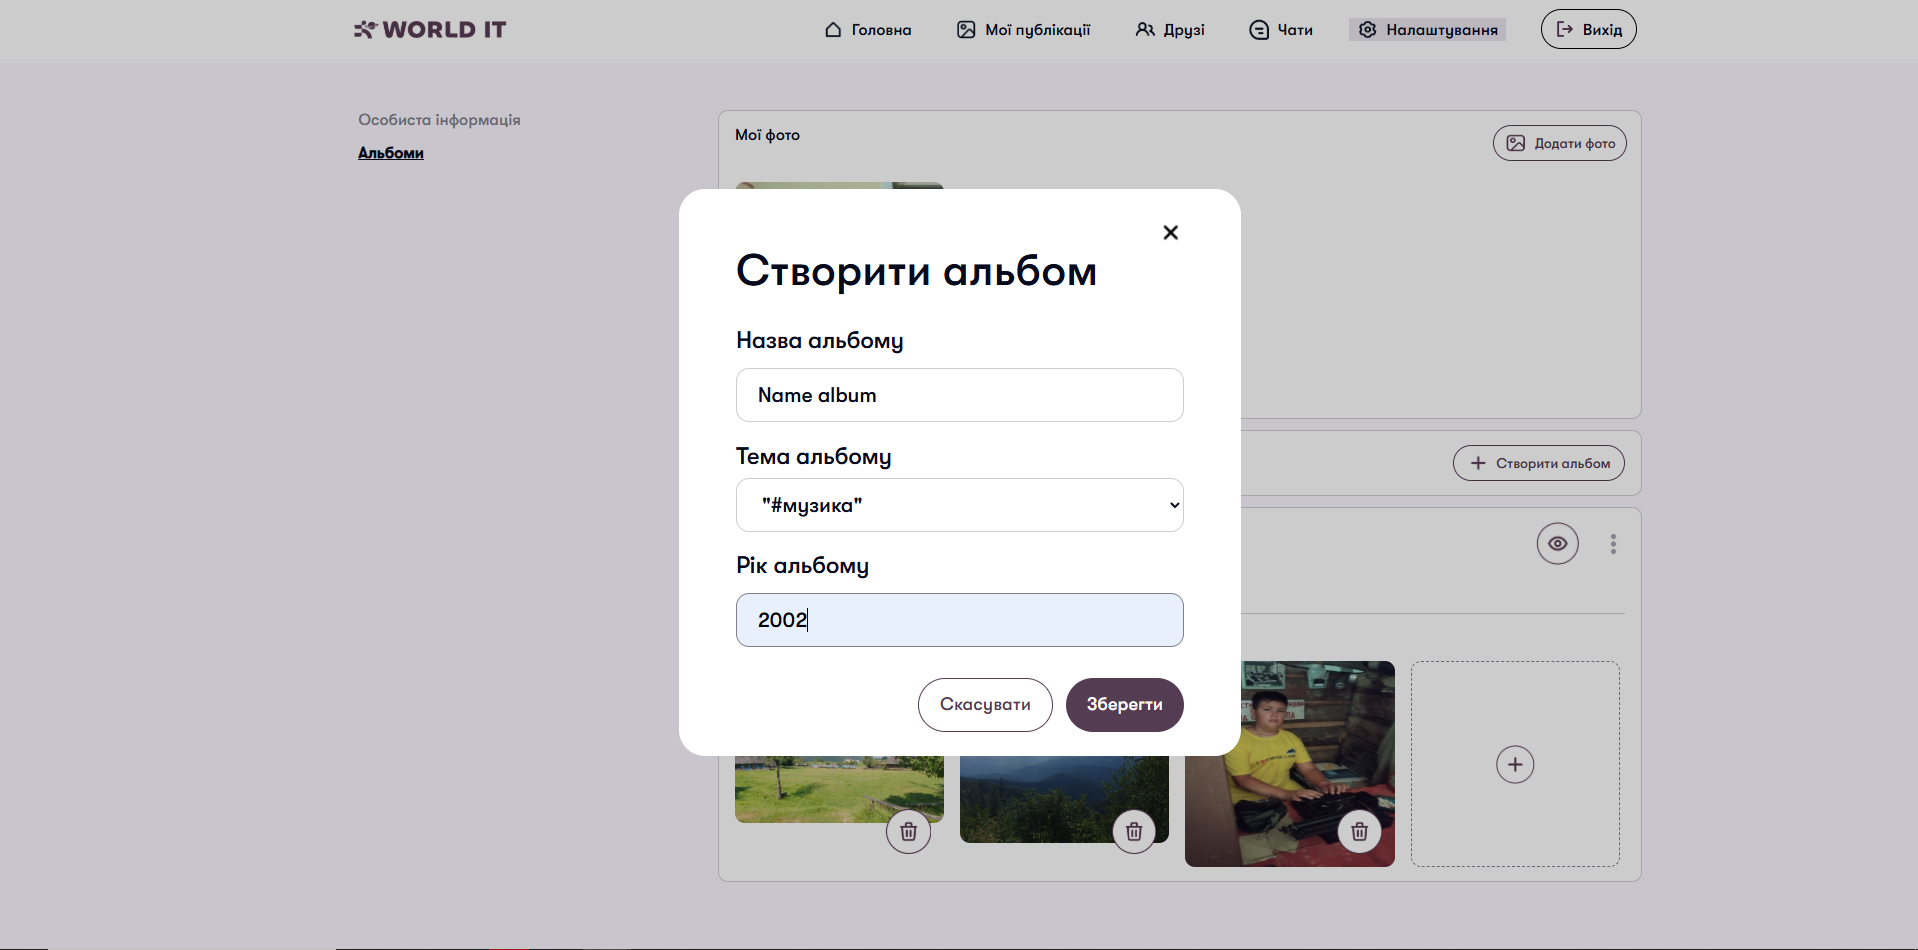 WORLD IT
Головна
Мої публікації
Друзі
Чати
Налаштування
Вихід
Особиста інформація
Альбоми
Мої фото
Додати фото
Створити альбом
Назва альбому
Name album
Тема альбому
"#музика"
Рік альбому
2002
Скасувати
Зберегти
Створити альбом